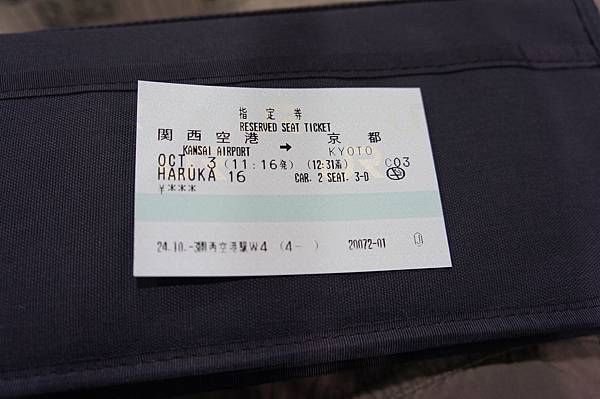 指定券
RESERVED SEAT TICKET
関西空港 → 京都
KANSAI AIRPORT KYOTO
OCT. 3 (11:16発) (12:31着) C03
HARUKA 16 CAR. 2 SEAT. 3-D
¥***
24.10.-3関西空港駅W4 (4- ) 20072-01